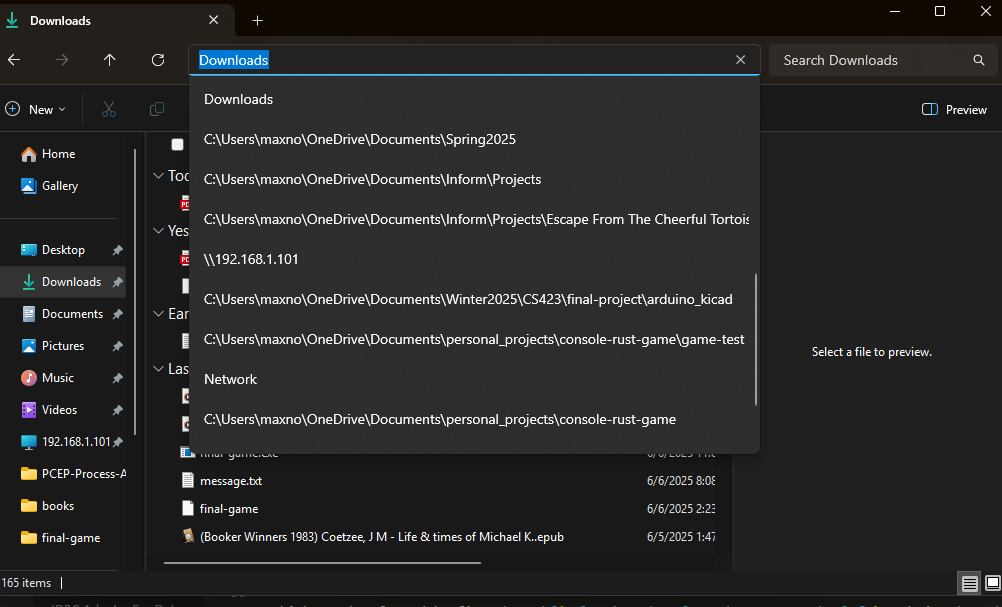 Downloads
Downloads
Search Downloads
New
Preview
Downloads
C:\Users\maxno\OneDrive\Documents\Spring2025
C:\Users\maxno\OneDrive\Documents\Inform\Projects
C:\Users\maxno\OneDrive\Documents\Inform\Projects\Escape From The Cheerful Tortois
\\192.168.1.101
C:\Users\maxno\OneDrive\Documents\Winter2025\CS423\final-project\arduino_kicad
C:\Users\maxno\OneDrive\Documents\personal_projects\console-rust-game\game-test
Network
C:\Users\maxno\OneDrive\Documents\personal_projects\console-rust-game
Home
Gallery
Desktop
Downloads
Documents
Pictures
Music
Videos
192.168.1.101
PCEP-Process-A
books
final-game
Too
Yes
Ear
Las
final-game.exe
message.txt 6/6/2025 8:08
final-game 6/6/2025 2:23
(Booker Winners 1983) Coetzee, J M - Life & times of Michael K..epub 6/5/2025 1:47
Select a file to preview.
165 items